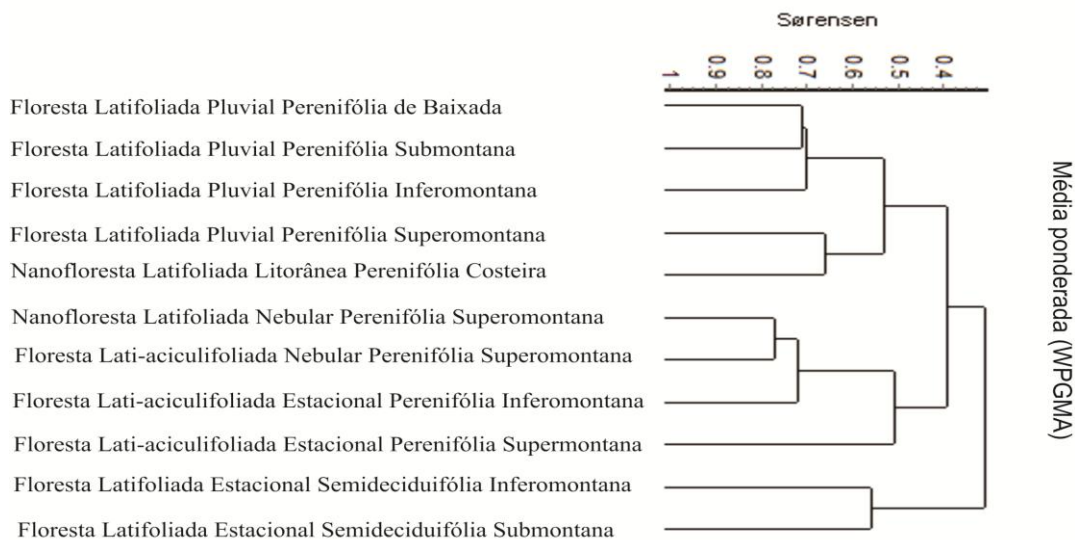 Sørensen
1 0.9 0.8 0.7 0.6 0.5 0.4
Floresta Latifoliada Pluvial Perenifólia de Baixada
Floresta Latifoliada Pluvial Perenifólia Submontana
Floresta Latifoliada Pluvial Perenifólia Inferomontana
Floresta Latifoliada Pluvial Perenifólia Superomontana
Nanofloresta Latifoliada Litorânea Perenifólia Costeira
Nanofloresta Latifoliada Nebular Perenifólia Superomontana
Floresta Lati-aciculifoliada Nebular Perenifólia Superomontana
Floresta Lati-aciculifoliada Estacional Perenifólia Inferomontana
Floresta Lati-aciculifoliada Estacional Perenifólia Supermontana
Floresta Latifoliada Estacional Semideciduifólia Inferomontana
Floresta Latifoliada Estacional Semideciduifólia Submontana
Média ponderada (WPGMA)